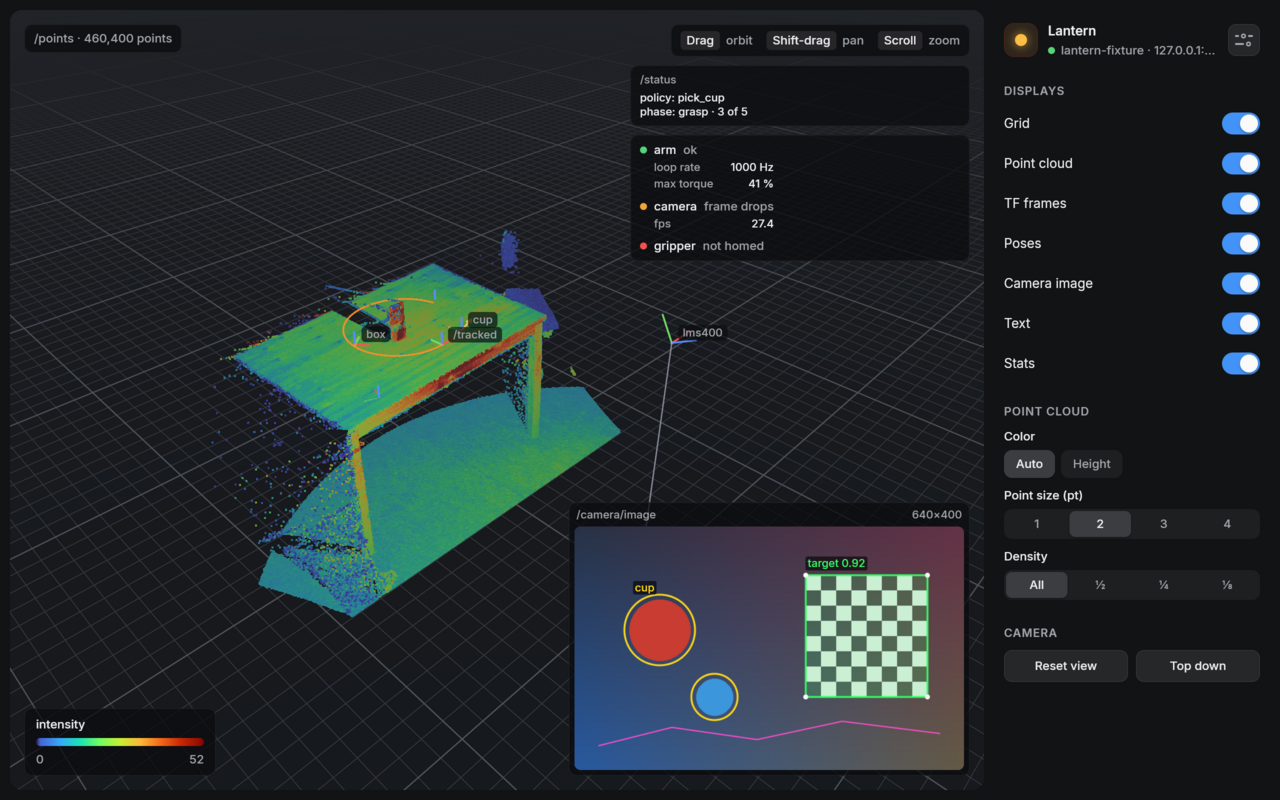 /points · 460,400 points
Drag orbit Shift-drag pan Scroll zoom
/status
policy: pick_cup
phase: grasp · 3 of 5
arm ok
loop rate 1000 Hz
max torque 41 %
camera frame drops
fps 27.4
gripper not homed
box
cup
/tracked
lms400
/camera/image 640×400
target 0.92
cup
intensity
0 52
Lantern
lantern-fixture · 127.0.0.1:...
DISPLAYS
Grid
Point cloud
TF frames
Poses
Camera image
Text
Stats
POINT CLOUD
Color
Auto Height
Point size (pt)
1 2 3 4
Density
All ½ ¼ ⅛
CAMERA
Reset view Top down